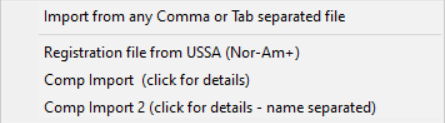 Import from any Comma or Tab separated file
Registration file from USSA (Nor-Am+)
Comp Import  (click for details)
Comp Import 2 (click for details - name separated)